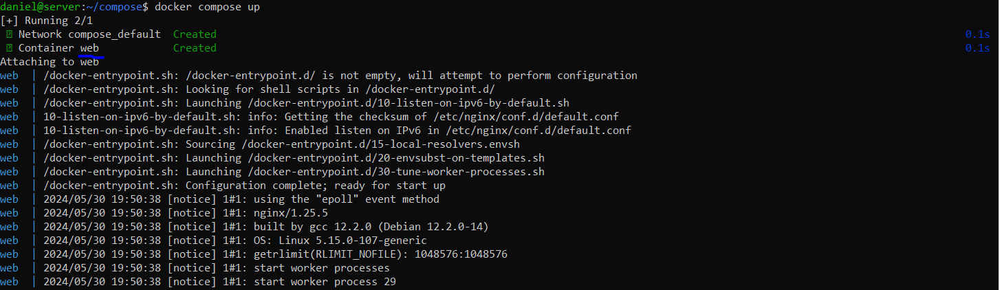 daniel@server:~/compose$ docker compose up
[+] Running 2/1
Network compose_default Created 0.1s
Container web Created 0.1s
Attaching to web
web | /docker-entrypoint.sh: /docker-entrypoint.d/ is not empty, will attempt to perform configuration
web | /docker-entrypoint.sh: Looking for shell scripts in /docker-entrypoint.d/
web | /docker-entrypoint.sh: Launching /docker-entrypoint.d/10-listen-on-ipv6-by-default.sh
web | 10-listen-on-ipv6-by-default.sh: info: Getting the checksum of /etc/nginx/conf.d/default.conf
web | 10-listen-on-ipv6-by-default.sh: info: Enabled listen on IPv6 in /etc/nginx/conf.d/default.conf
web | /docker-entrypoint.sh: Sourcing /docker-entrypoint.d/15-local-resolvers.envsh
web | /docker-entrypoint.sh: Launching /docker-entrypoint.d/20-envsubst-on-templates.sh
web | /docker-entrypoint.sh: Launching /docker-entrypoint.d/30-tune-worker-processes.sh
web | /docker-entrypoint.sh: Configuration complete; ready for start up
web | 2024/05/30 19:50:38 [notice] 1#1: using the "epoll" event method
web | 2024/05/30 19:50:38 [notice] 1#1: nginx/1.25.5
web | 2024/05/30 19:50:38 [notice] 1#1: built by gcc 12.2.0 (Debian 12.2.0-14)
web | 2024/05/30 19:50:38 [notice] 1#1: OS: Linux 5.15.0-107-generic
web | 2024/05/30 19:50:38 [notice] 1#1: getrlimit(RLIMIT_NOFILE): 1048576:1048576
web | 2024/05/30 19:50:38 [notice] 1#1: start worker processes
web | 2024/05/30 19:50:38 [notice] 1#1: start worker process 29